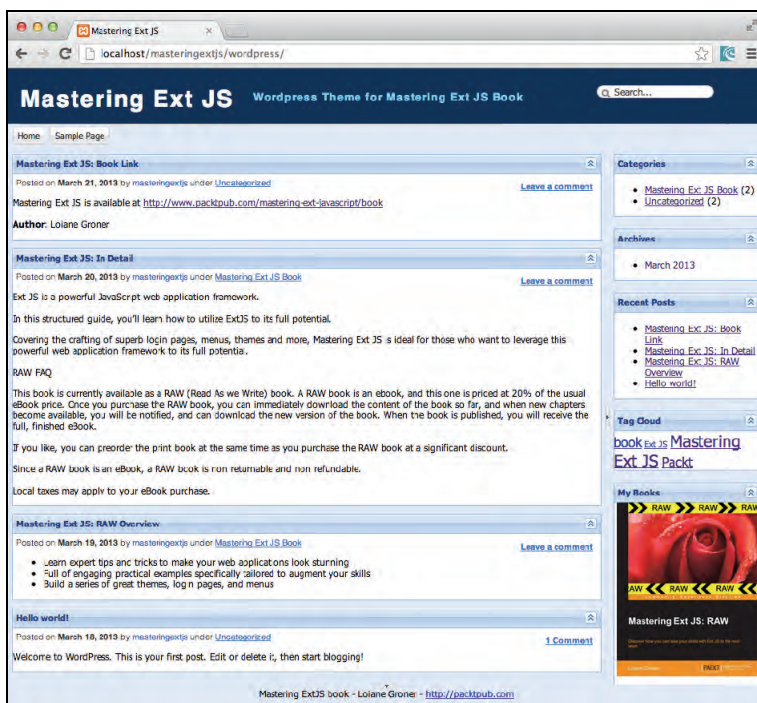 Mastering Ext JS
localhost/masteringextjs/wordpress/
Mastering Ext JS
Wordpress Theme for Mastering Ext JS Book
Search...
Home
Sample Page
Mastering Ext JS: Book Link
Posted on March 21, 2013 by masteringextjs under Uncategorized
Leave a comment
Mastering Ext JS is available at http://www.packtpub.com/mastering-ext-javascript/book
Author: Loiane Groner
Mastering Ext JS: In Detail
Posted on March 20, 2013 by masteringextjs under Mastering Ext JS Book
Leave a comment
Ext JS is a powerful JavaScript web application framework.
In this structured guide, you'll learn how to utilize ExtJS to its full potential.
Covering the crafting of superb login pages, menus, themes and more, Mastering Ext JS is ideal for those who want to leverage this
powerful web application framework to its full potential.
RAW FAQ
This book is currently available as a RAW (Read As we Write) book. A RAW book is an ebook, and this one is priced at 20% of the usual
eBook price. Once you purchase the RAW book, you can immediately download the content of the book so far, and when new chapters
become available, you will be notified, and can download the new version of the book. When the book is published, you will receive the
full, finished eBook.
If you like, you can preorder the print book at the same time as you purchase the RAW book at a significant discount.
Since a RAW book is an eBook, a RAW book is non returnable and non refundable.
Local taxes may apply to your eBook purchase.
Mastering Ext JS: RAW Overview
Posted on March 19, 2013 by masteringextjs under Mastering Ext JS Book
Leave a comment
Learn expert tips and tricks to make your web applications look stunning
Full of engaging practical examples specifically tailored to augment your skills
Build a series of great themes, login pages, and menus
Hello world!
Posted on March 18, 2013 by masteringextjs under Uncategorized
1 Comment
Welcome to WordPress. This is your first post. Edit or delete it, then start blogging!
Categories
Mastering Ext JS Book (2)
Uncategorized (2)
Archives
March 2013
Recent Posts
Mastering Ext JS: Book
Link
Mastering Ext JS: In Detail
Mastering Ext JS: RAW
Overview
Hello world!
Tag Cloud
book Ext JS Mastering
Ext JS Packt
My Books
RAW RAW RAW
RAW RAW RAW
Mastering Ext JS: RAW
Loiane Groner
PACKT
Mastering ExtJS book - Loiane Groner - http://packtpub.com